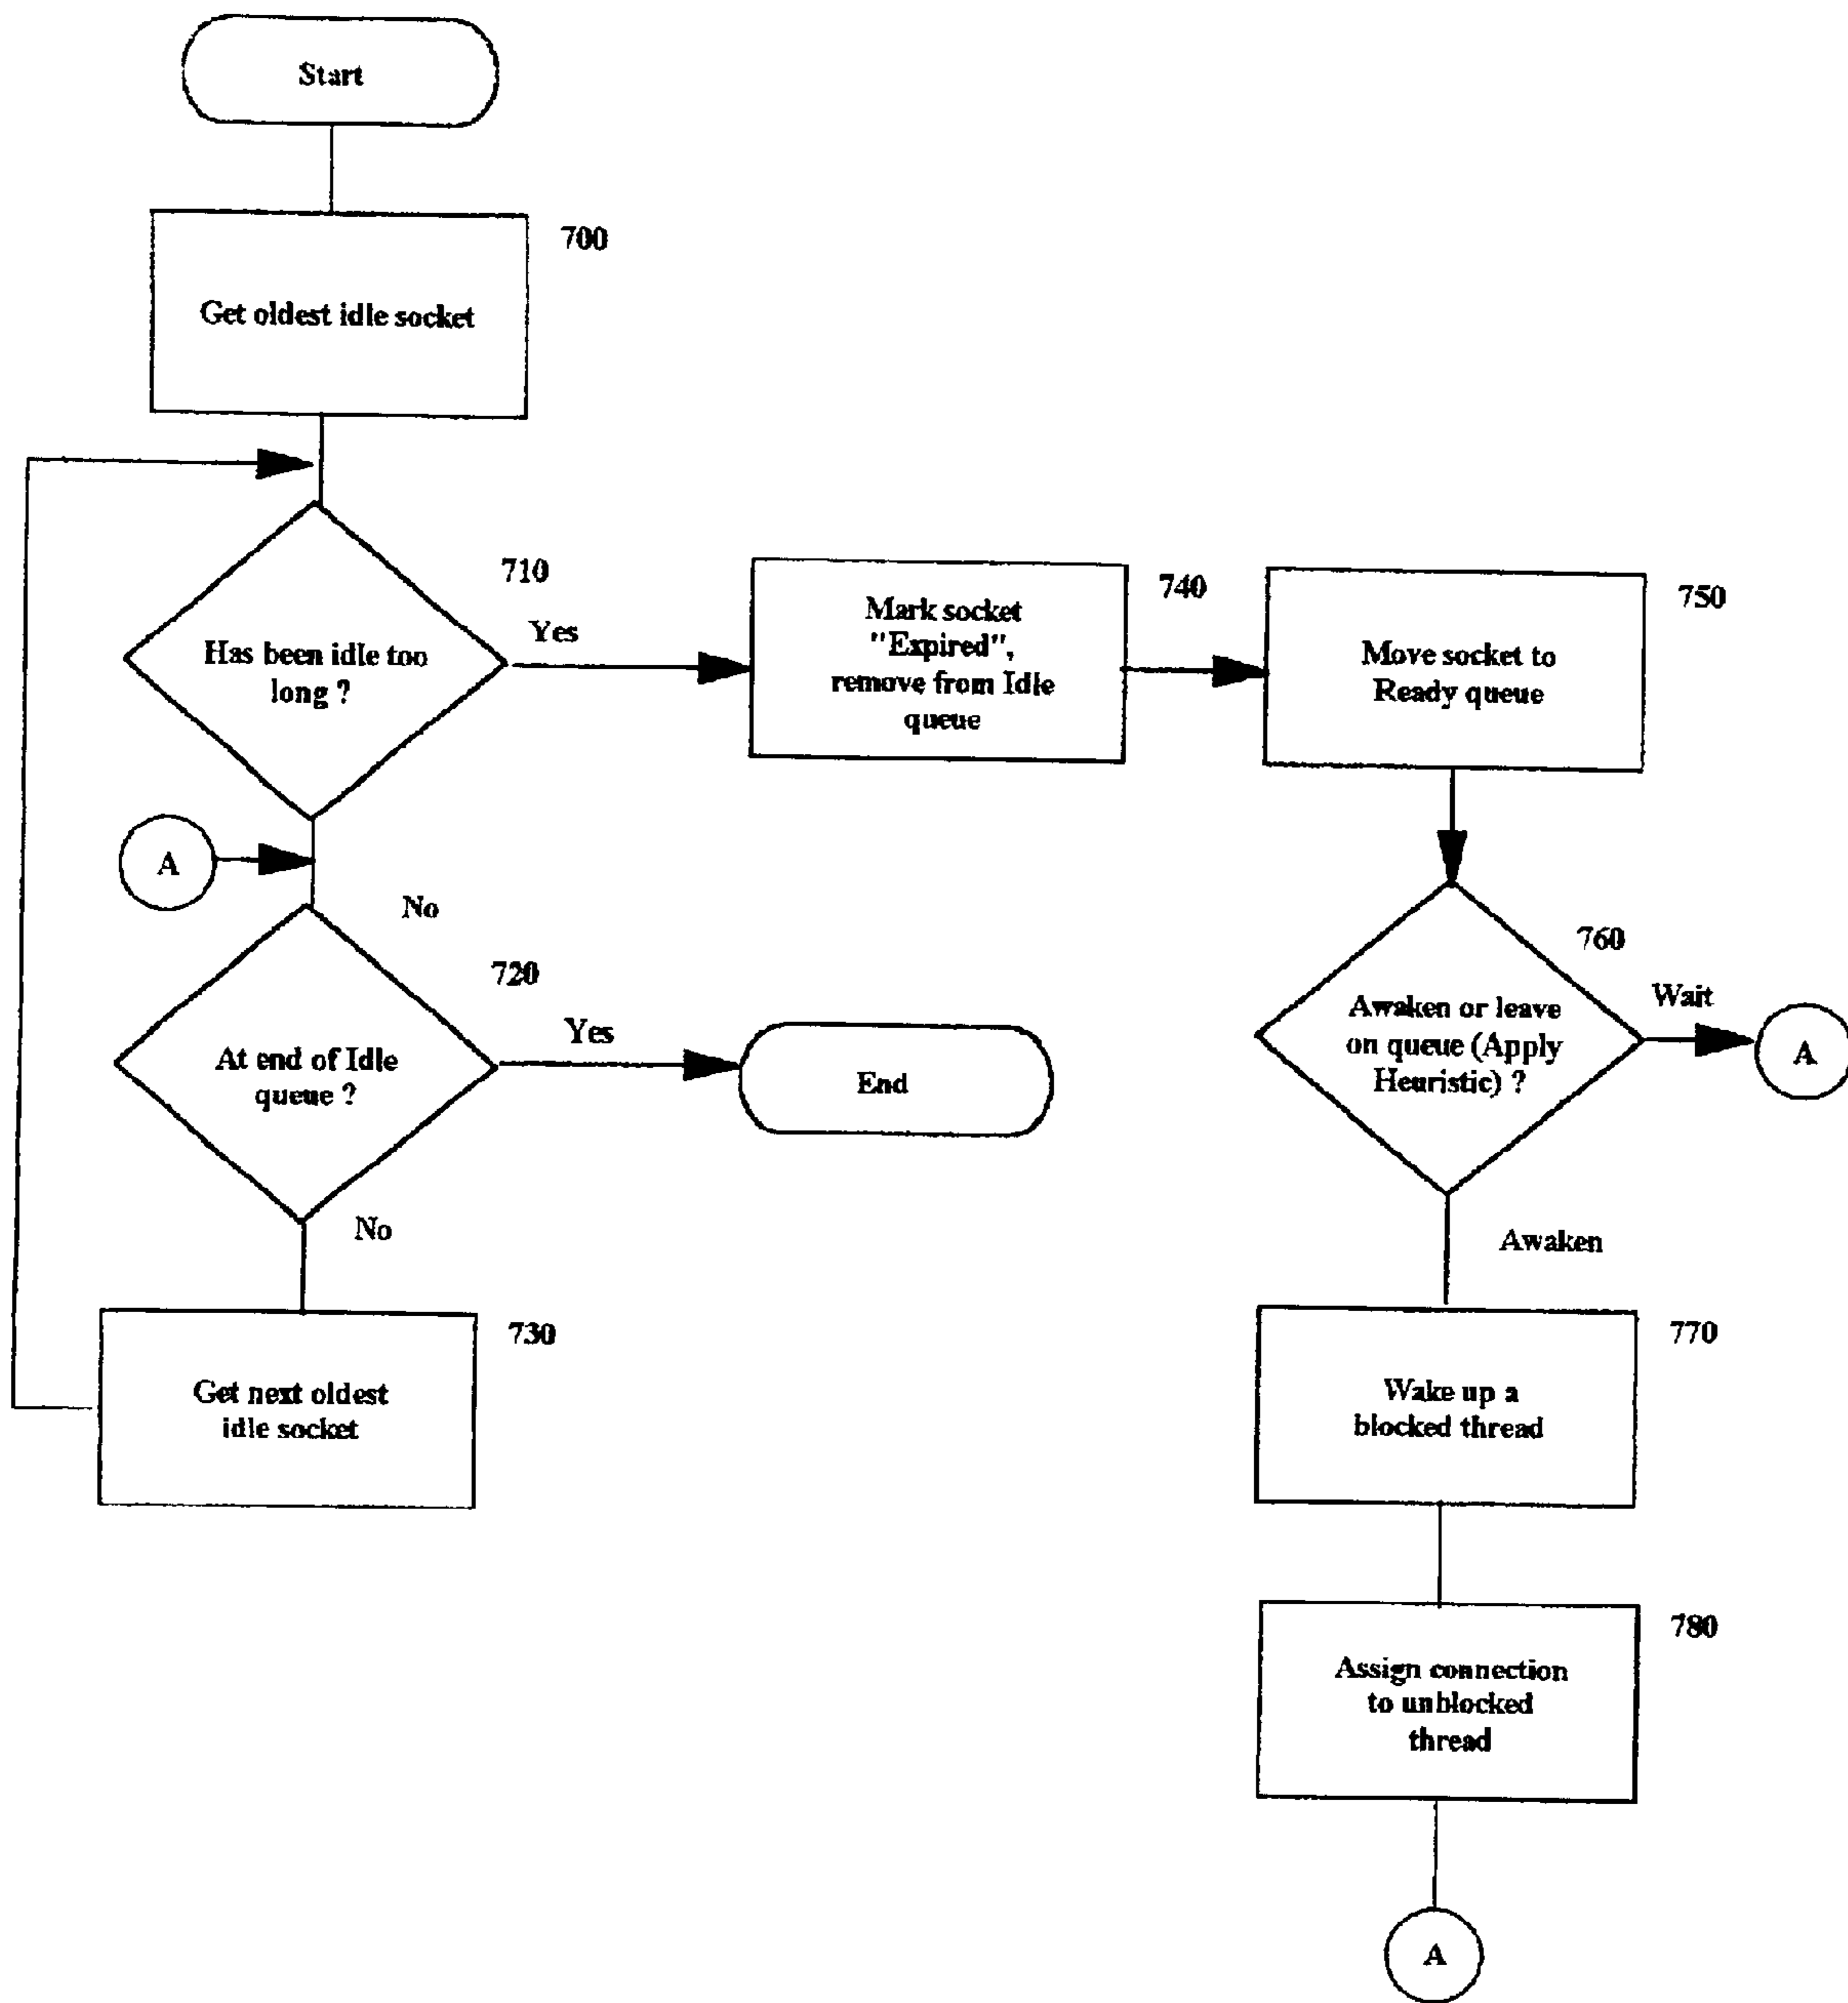 Start
700
Get oldest idle socket
710
Has been idle too
long ?
Yes
740
Mark socket
"Expired",
remove from Idle
queue
750
Move socket to
Ready queue
A
No
720
At end of Idle
queue ?
Yes
End
760
Awaken or leave
on queue (Apply
Heuristic) ?
Wait
A
No
Awaken
730
Get next oldest
idle socket
770
Wake up a
blocked thread
780
Assign connection
to unblocked
thread
A